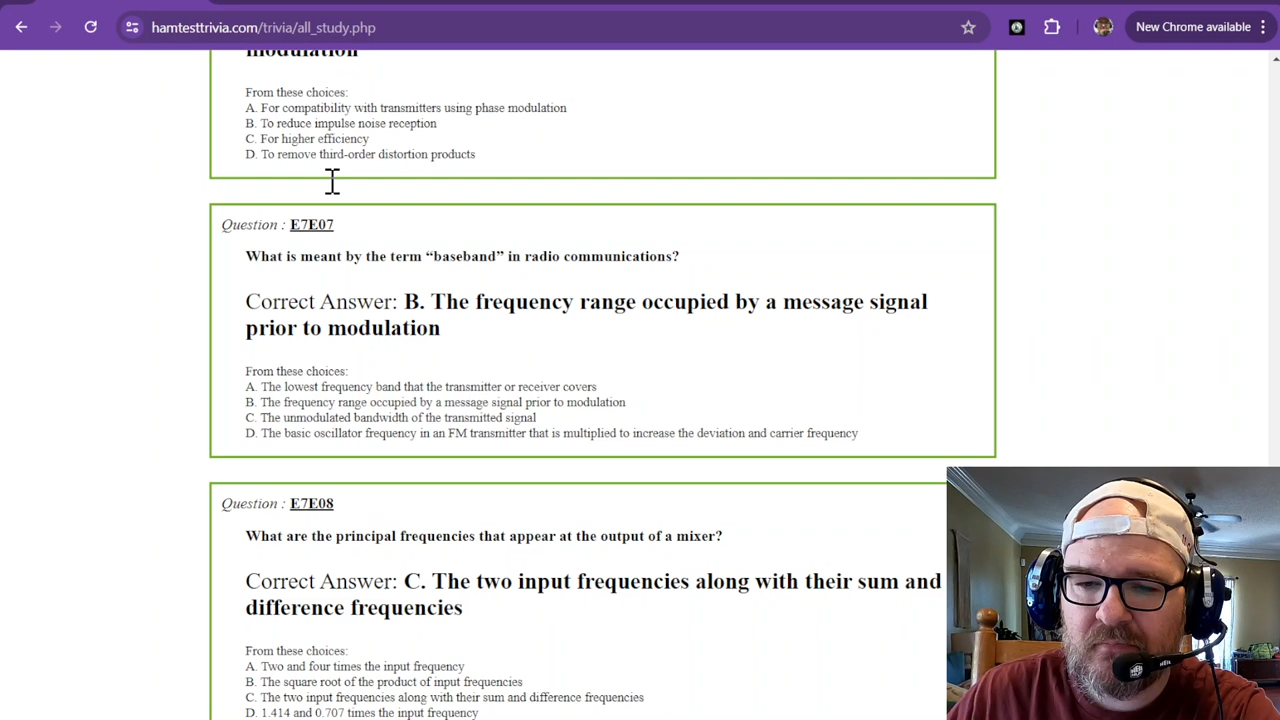 hamtesttrivia.com/trivia/all_study.php
New Chrome available
modulation
From these choices:
A. For compatibility with transmitters using phase modulation
B. To reduce impulse noise reception
C. For higher efficiency
D. To remove third-order distortion products
Question : E7E07
What is meant by the term “baseband” in radio communications?
Correct Answer: B. The frequency range occupied by a message signal
prior to modulation
From these choices:
A. The lowest frequency band that the transmitter or receiver covers
B. The frequency range occupied by a message signal prior to modulation
C. The unmodulated bandwidth of the transmitted signal
D. The basic oscillator frequency in an FM transmitter that is multiplied to increase the deviation and carrier frequency
Question : E7E08
What are the principal frequencies that appear at the output of a mixer?
Correct Answer: C. The two input frequencies along with their sum and
difference frequencies
From these choices:
A. Two and four times the input frequency
B. The square root of the product of input frequencies
C. The two input frequencies along with their sum and difference frequencies
D. 1.414 and 0.707 times the input frequency